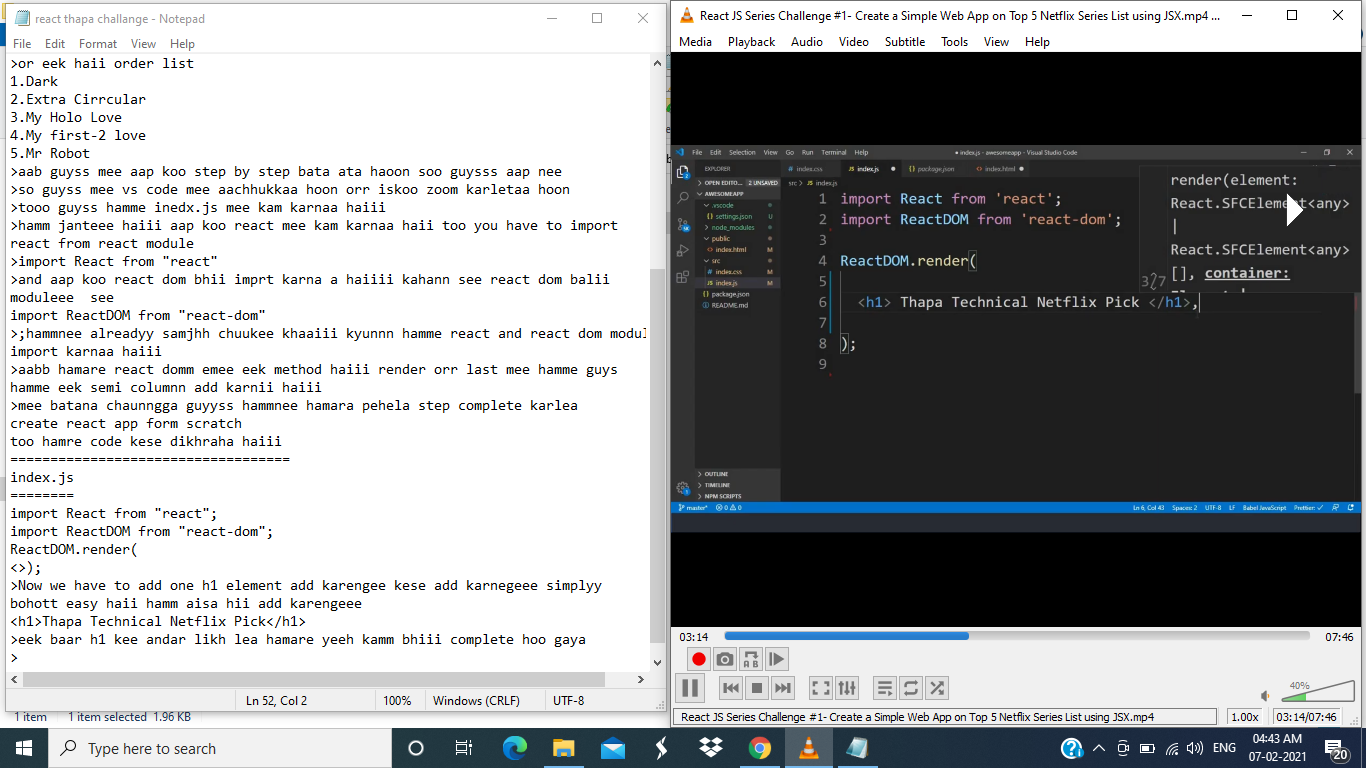 react thapa challange - Notepad
File Edit Format View Help
>or eek haii order list
1.Dark
2.Extra Cirrcular
3.My Holo Love
4.My first-2 love
5.Mr Robot
>aab guyss mee aap koo step by step bata ata haoon soo guysss aap nee
>so guyss mee vs code mee aachhukkaa hoon orr iskoo zoom karletaa hoon
>tooo guyss hamme inedx.js mee kam karnaa haiii
>hamm janteee haiii aap koo react mee kam karnaa haii too you have to import
react from react module
>import React from "react"
>and aap koo react dom bhii imprt karna a haiiii kahann see react dom balii
moduleee  see
import ReactDOM from "react-dom"
>;hammnee alreadyy samjhh chuukee khaaiii kyunnn hamme react and react dom modul
import karnaa haiii
>aabb hamare react domm emee eek method haiii render orr last mee hamme guys
hamme eek semi columnn add karnii haiii
>mee batana chaunngga guyyss hammnee hamara pehela step complete karlea
create react app form scratch
too hamre code kese dikhraha haiii
===================================
index.js
========
import React from "react";
import ReactDOM from "react-dom";
ReactDOM.render(
<>);
>Now we have to add one h1 element add karengee kese add karnegeee simplyy
bohott easy haii hamm aisa hii add karengeee
<h1>Thapa Technical Netflix Pick</h1>
>eek baar h1 kee andar likh lea hamare yeeh kamm bhiii complete hoo gaya
>
Ln 52, Col 2 100% Windows (CRLF) UTF-8
1 item 1 item selected 1.96 KB
React JS Series Challenge #1- Create a Simple Web App on Top 5 Netflix Series List using JSX.mp4 ...
Media Playback Audio Video Subtitle Tools View Help
File Edit Selection View Go Run Terminal Help ● index.js - awesomeapp - Visual Studio Code
EXPLORER
index.css index.js package.json index.html
OPEN EDITO... 2 UNSAVED
src > index.js
AWESOMEAPP
.vscode
settings.json U
node_modules
public
index.html M
src
index.css M
index.js M
package.json
README.md
OUTLINE
TIMELINE
NPM SCRIPTS
1 import React from 'react';
2 import ReactDOM from 'react-dom';
3
4 ReactDOM.render(
5
6 <h1> Thapa Technical Netflix Pick </h1>,
7
8 );
9
render(element:
React.SFCElement<any>
|
React.SFCElement<any>
[], container:
3/7
master* 0 0 Ln 6, Col 43 Spaces: 2 UTF-8 LF Babel JavaScript Prettier: ✓
03:14 07:46
40%
React JS Series Challenge #1- Create a Simple Web App on Top 5 Netflix Series List using JSX.mp4 1.00x 03:14/07:46
Type here to search
ENG
04:43 AM
07-02-2021
20